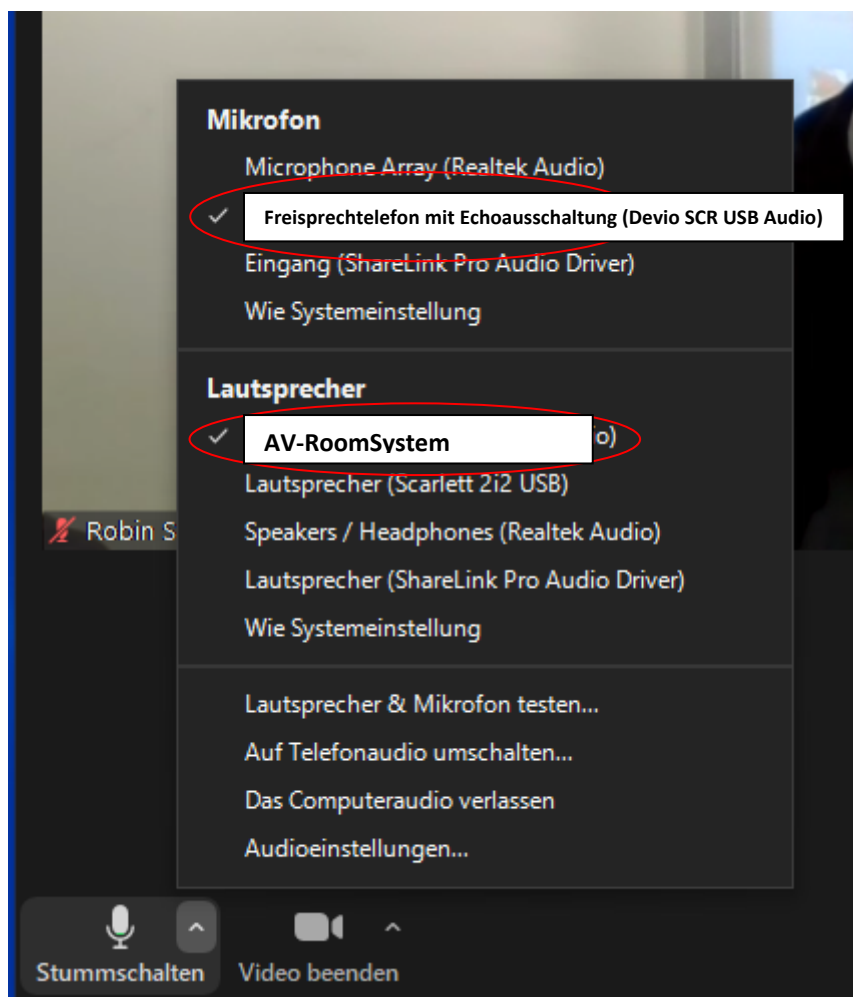 Mikrofon
Microphone Array (Realtek Audio)
Freisprechtelefon mit Echoausschaltung (Devio SCR USB Audio)
Eingang (ShareLink Pro Audio Driver)
Wie Systemeinstellung
Lautsprecher
AV-RoomSystem o)
Lautsprecher (Scarlett 2i2 USB)
Robin S
Speakers / Headphones (Realtek Audio)
Lautsprecher (ShareLink Pro Audio Driver)
Wie Systemeinstellung
Lautsprecher & Mikrofon testen...
Auf Telefonaudio umschalten...
Das Computeraudio verlassen
Audioeinstellungen...
Stummschalten
Video beenden